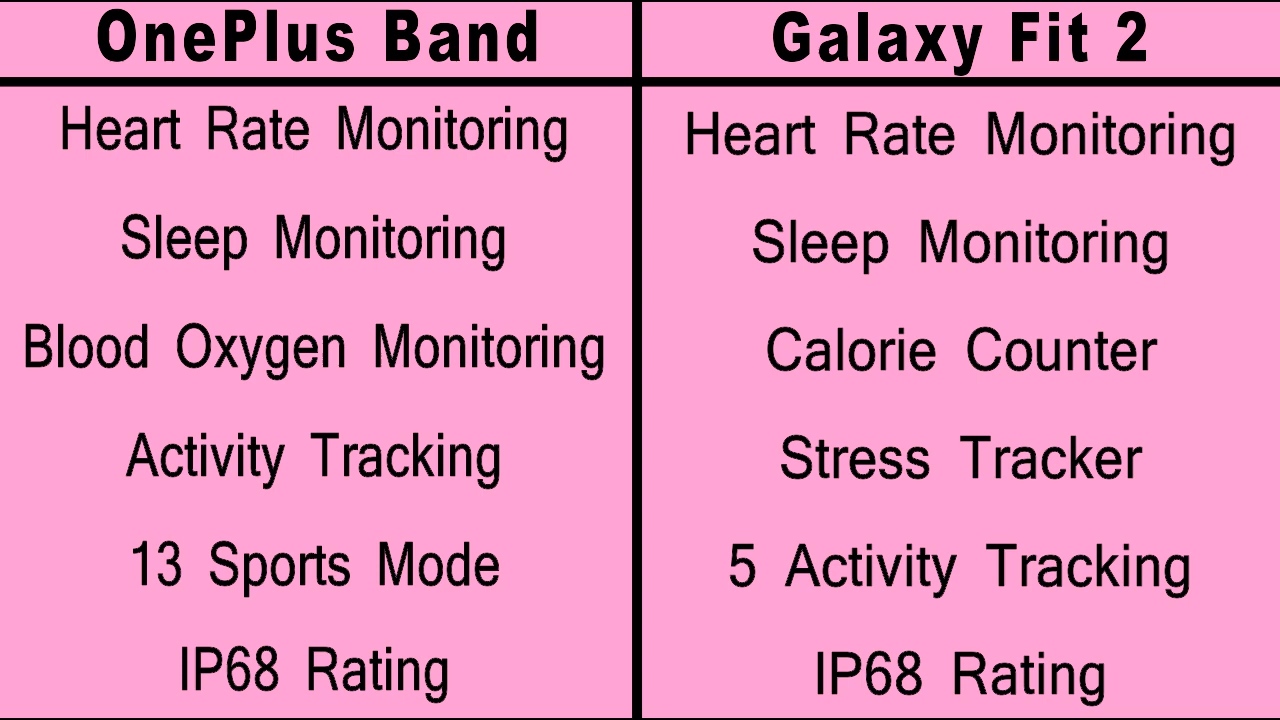 OnePlus Band
Heart Rate Monitoring
Sleep Monitoring
Blood Oxygen Monitoring
Activity Tracking
13 Sports Mode
IP68 Rating
Galaxy Fit 2
Heart Rate Monitoring
Sleep Monitoring
Calorie Counter
Stress Tracker
5 Activity Tracking
IP68 Rating